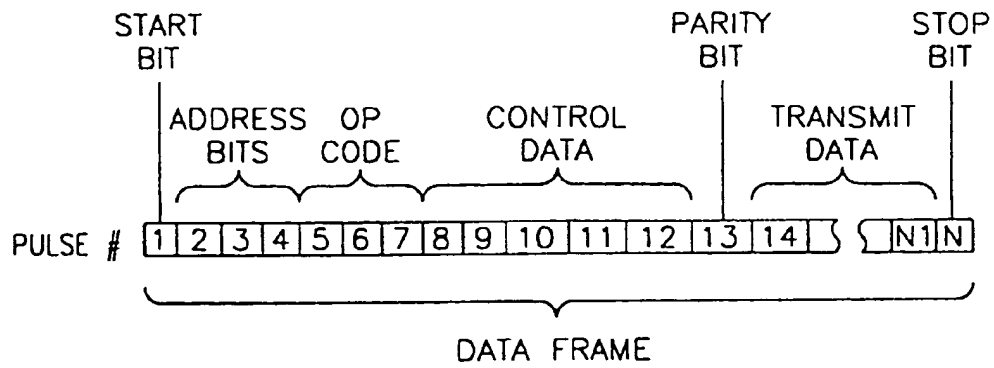 START BIT
PARITY BIT
STOP BIT
ADDRESS BITS
OP CODE
CONTROL DATA
TRANSMIT DATA
PULSE # 1 2 3 4 5 6 7 8 9 10 11 12 13 14 N1 N
DATA FRAME